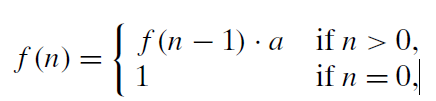 f(n) = { f(n − 1) · a if n > 0,
1 if n = 0,